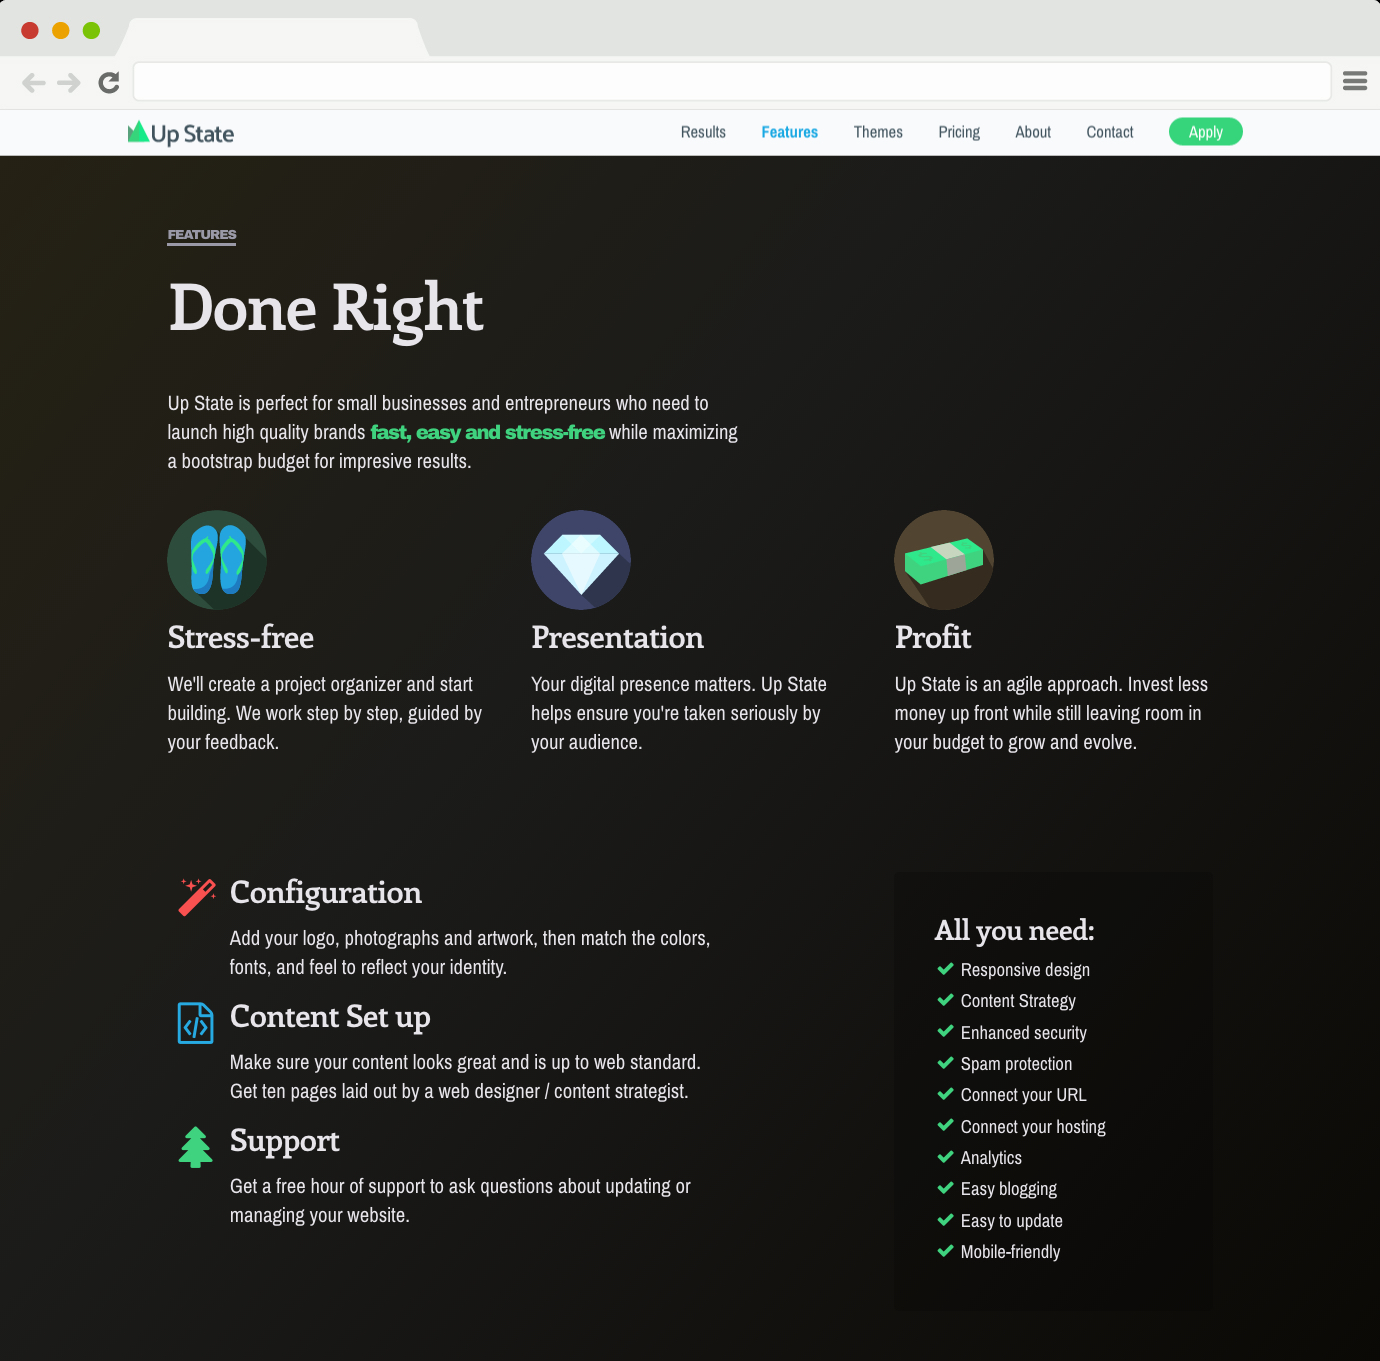 Up State
Results Features Themes Pricing About Contact Apply
FEATURES
Done Right
Up State is perfect for small businesses and entrepreneurs who need to
launch high quality brands fast, easy and stress-free while maximizing
a bootstrap budget for impresive results.
Stress-free
We'll create a project organizer and start
building. We work step by step, guided by
your feedback.
Presentation
Your digital presence matters. Up State
helps ensure you're taken seriously by
your audience.
Profit
Up State is an agile approach. Invest less
money up front while still leaving room in
your budget to grow and evolve.
Configuration
Add your logo, photographs and artwork, then match the colors,
fonts, and feel to reflect your identity.
Content Set up
Make sure your content looks great and is up to web standard.
Get ten pages laid out by a web designer / content strategist.
Support
Get a free hour of support to ask questions about updating or
managing your website.
All you need:
Responsive design
Content Strategy
Enhanced security
Spam protection
Connect your URL
Connect your hosting
Analytics
Easy blogging
Easy to update
Mobile-friendly